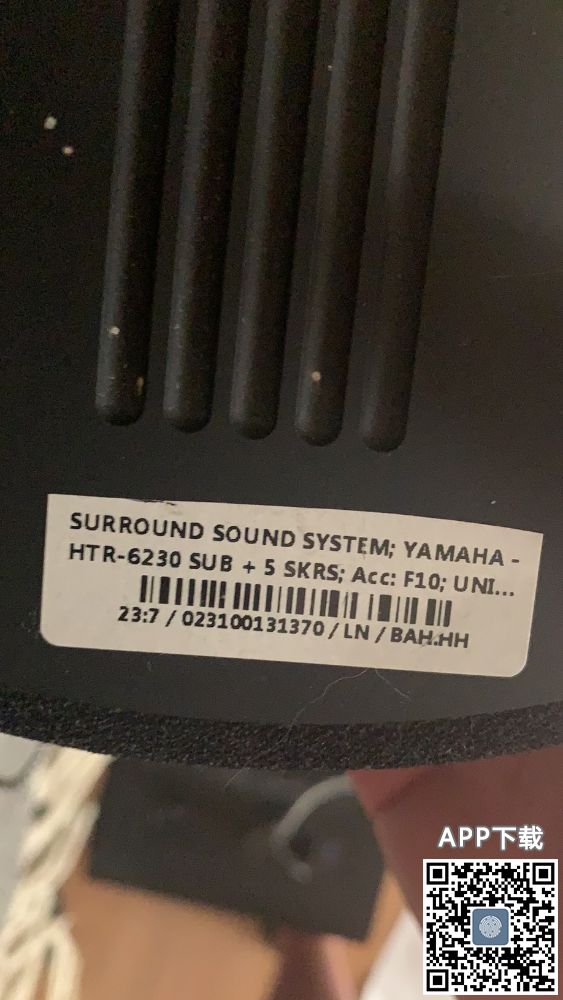 SURROUND SOUND SYSTEM; YAMAHA -
HTR-6230 SUB + 5 SKRS; Acc: F10; UNI...
23:7 / 023100131370 / LN / BAH.HH
APP下载